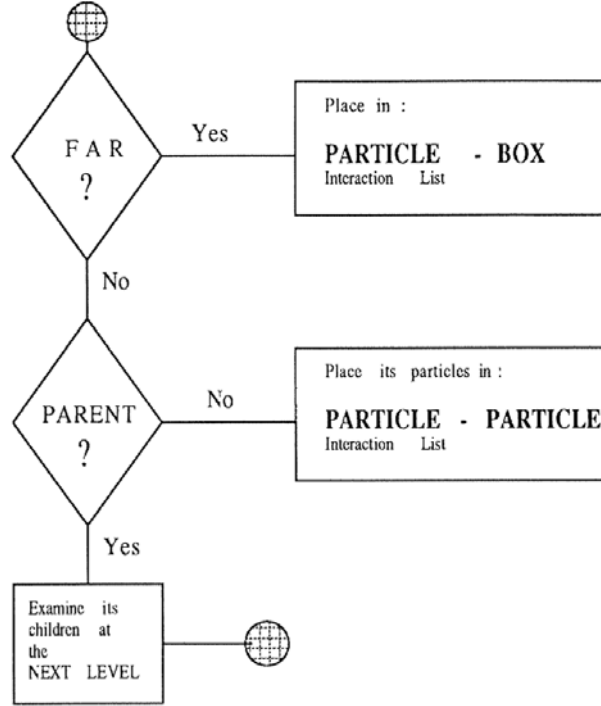 FAR
?
Yes
Place in :
PARTICLE - BOX
Interaction List
No
PARENT
?
No
Place its particles in :
PARTICLE - PARTICLE
Interaction List
Yes
Examine its
children at
the
NEXT LEVEL